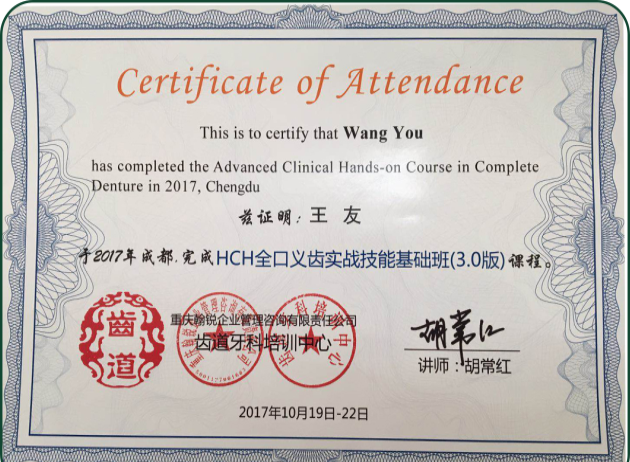 Certificate of Attendance
This is to certify that Wang You
has completed the Advanced Clinical Hands-on Course in Complete
Denture in 2017, Chengdu
兹证明：王 友
于2017年成都.完成HCH全口义齿实战技能基础班(3.0版)课程。
齒道
重庆翰锐企业管理咨询有限责任公司
齿道牙科培训中心
胡常红
讲师：胡常红
2017年10月19日-22日